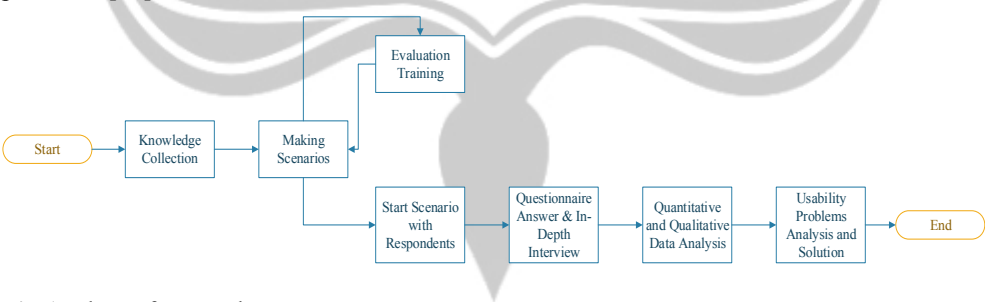 Evaluation
Training
Start
Knowledge
Collection
Making
Scenarios
Start Scenario
with
Respondents
Questionnaire
Answer & In-
Depth
Interview
Quantitative
and Qualitative
Data Analysis
Usability
Problems
Analysis and
Solution
End